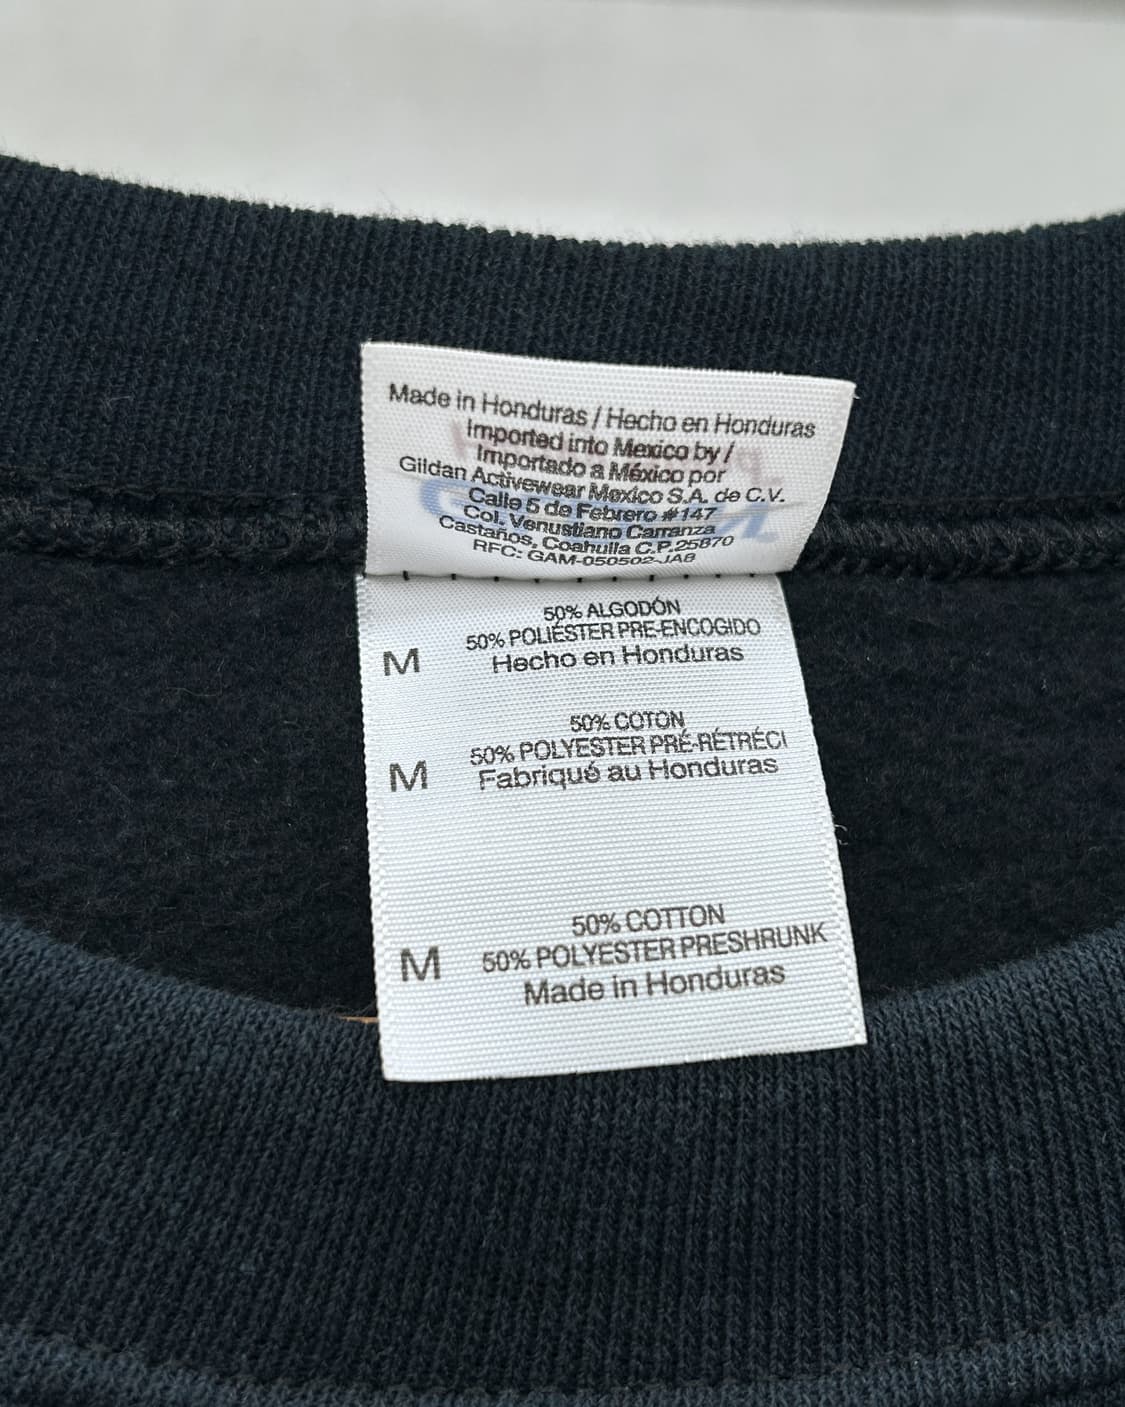 Made in Honduras / Hecho en Honduras
Imported into Mexico by /
Importado a México por
Gildan Activewear Mexico S.A. de C.V.
Calle 5 de Febrero #147
Col. Venustiano Carranza
Castaños, Coahuila C.P.25870
RFC: GAM-050502-JA8
50% ALGODÓN
50% POLIÉSTER PRE-ENCOGIDO
M Hecho en Honduras
50% COTON
50% POLYESTER PRÉ-RÉTRÉCI
M Fabriqué au Honduras
50% COTTON
M 50% POLYESTER PRESHRUNK
Made in Honduras